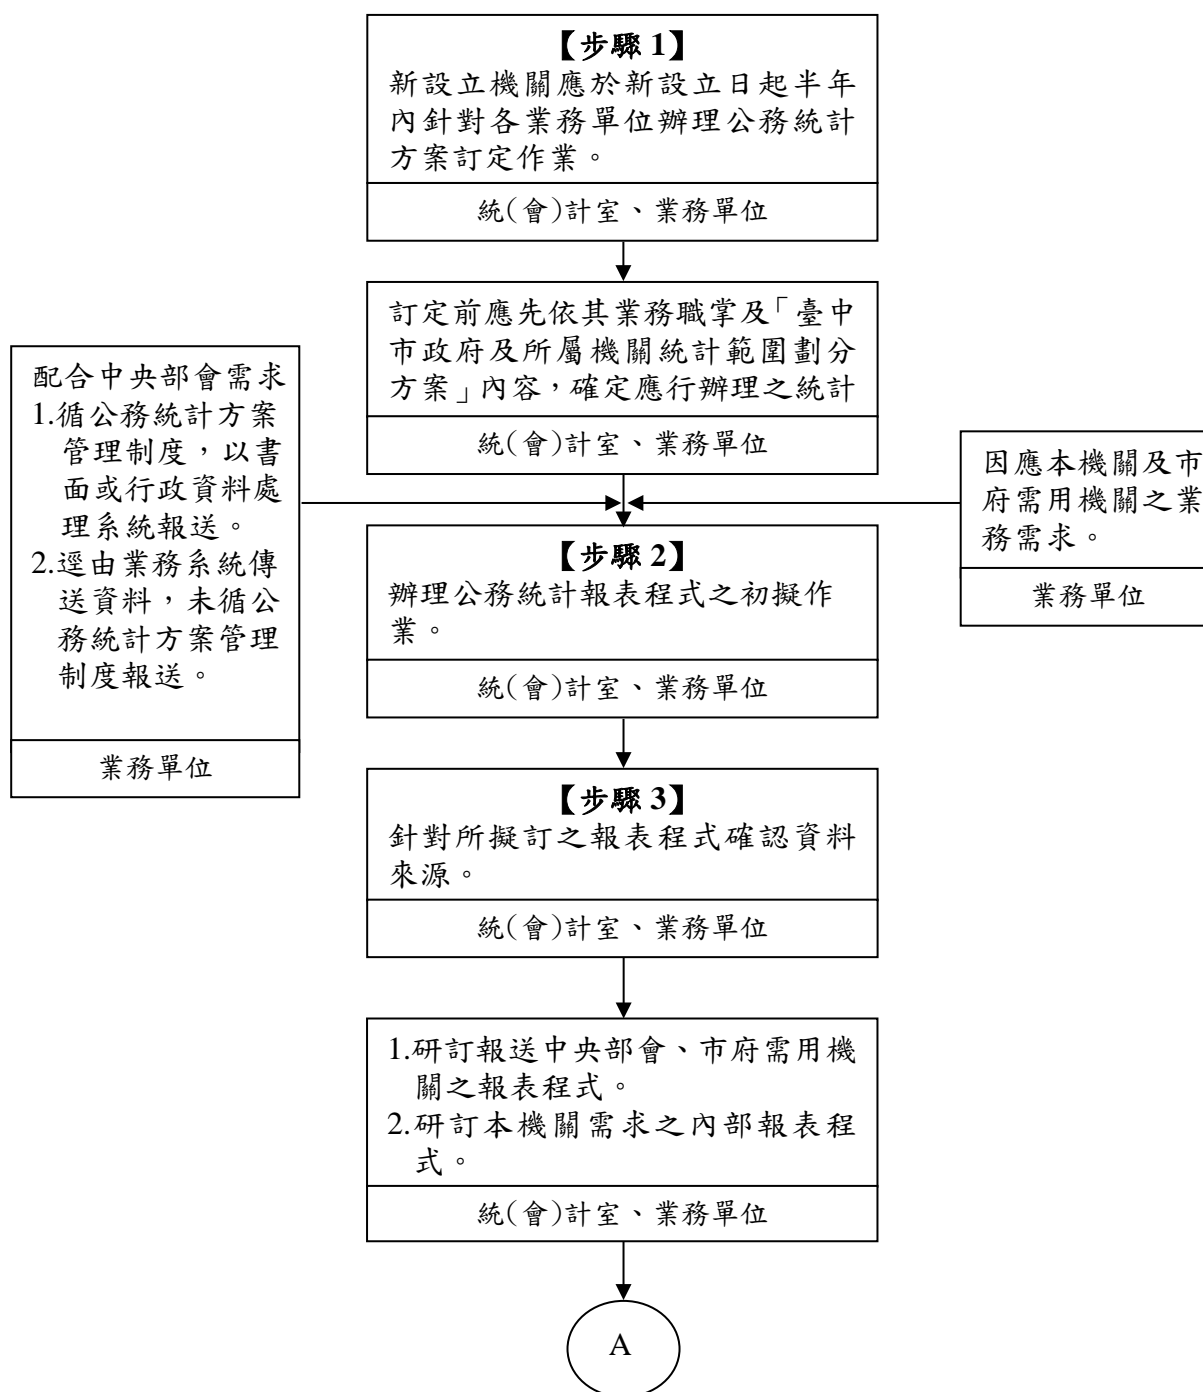 【步驟 1】
新設立機關應於新設立日起半年
內針對各業務單位辦理公務統計
方案訂定作業。
統(會)計室、業務單位
訂定前應先依其業務職掌及「臺中
市政府及所屬機關統計範圍劃分
方案」內容，確定應行辦理之統計
統(會)計室、業務單位
配合中央部會需求
1.循公務統計方案
管理制度，以書
面或行政資料處
理系統報送。
2.逕由業務系統傳
送資料，未循公
務統計方案管理
制度報送。
業務單位
因應本機關及市
府需用機關之業
務需求。
業務單位
【步驟 2】
辦理公務統計報表程式之初擬作
業。
統(會)計室、業務單位
【步驟 3】
針對所擬訂之報表程式確認資料
來源。
統(會)計室、業務單位
1.研訂報送中央部會、市府需用機
關之報表程式。
2.研訂本機關需求之內部報表程
式。
統(會)計室、業務單位
A